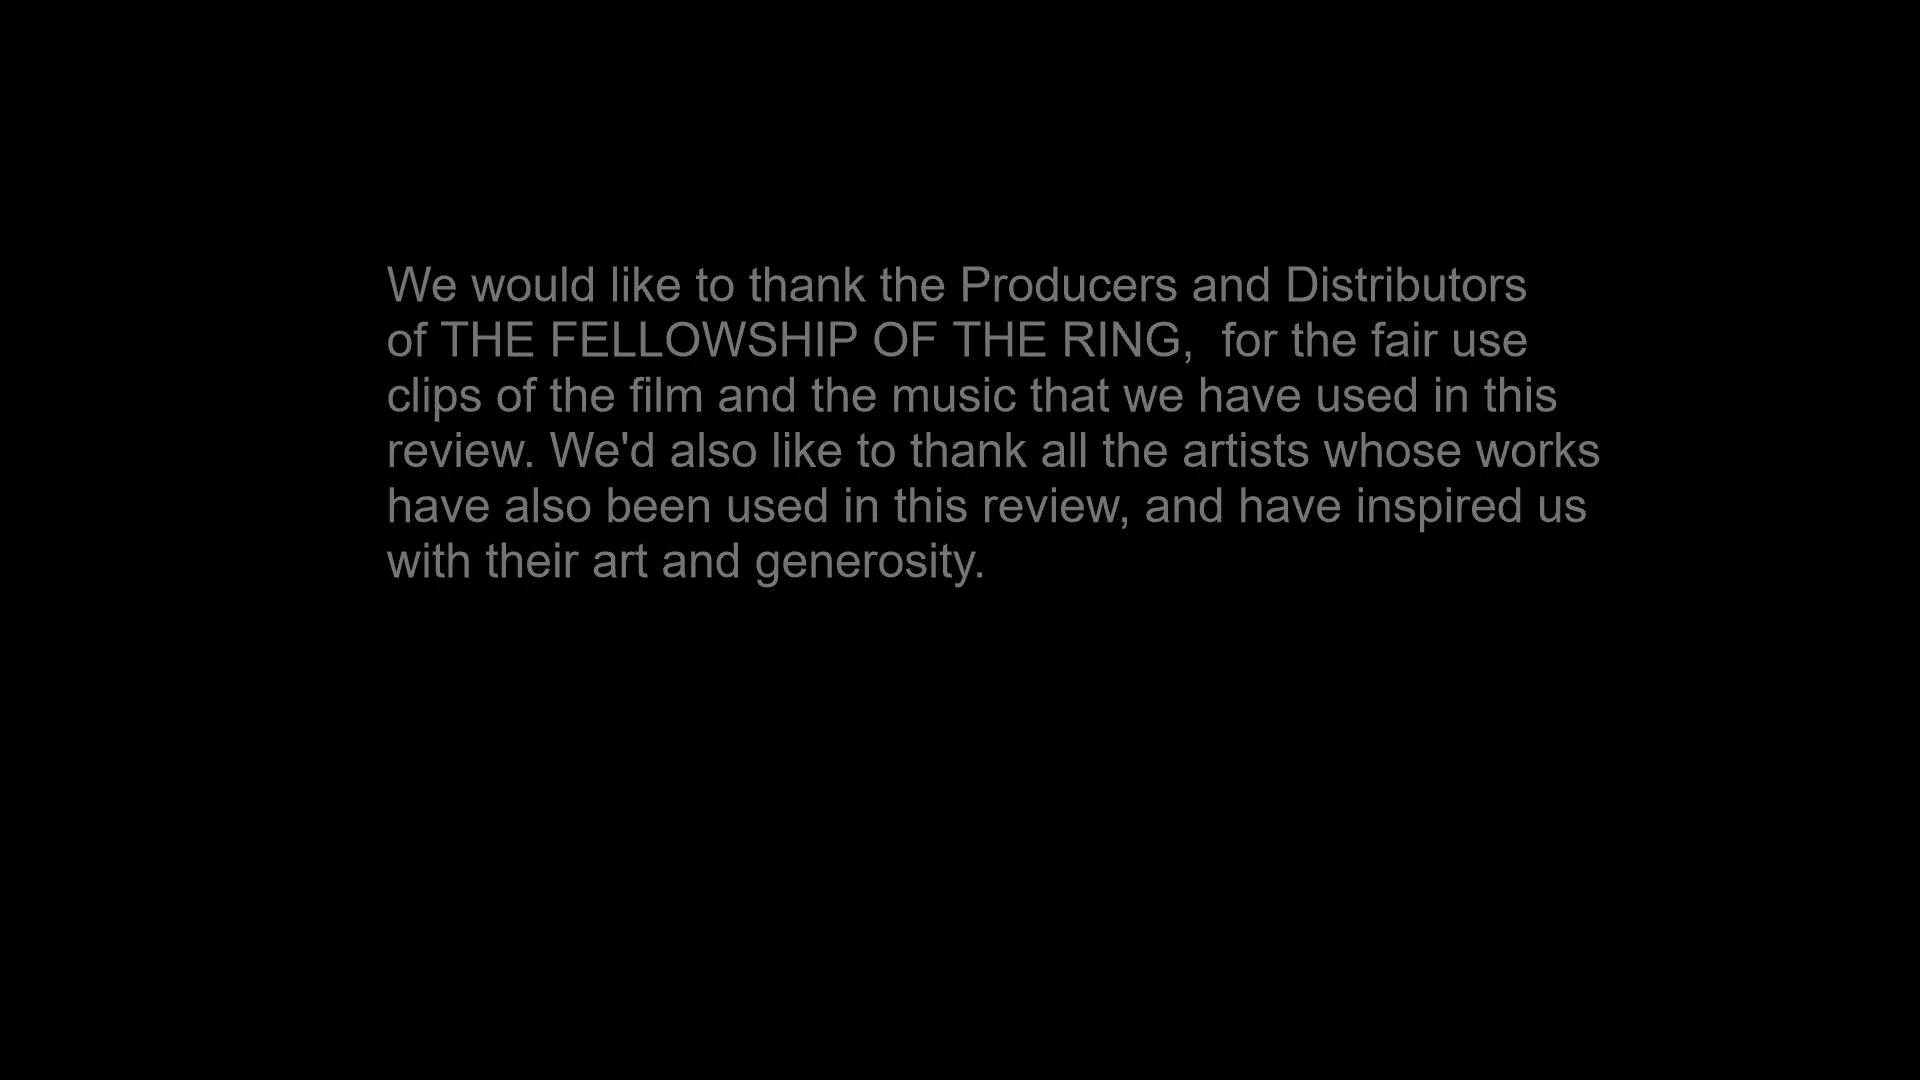 We would like to thank the Producers and Distributors
of THE FELLOWSHIP OF THE RING,  for the fair use
clips of the film and the music that we have used in this
review. We'd also like to thank all the artists whose works
have also been used in this review, and have inspired us
with their art and generosity.